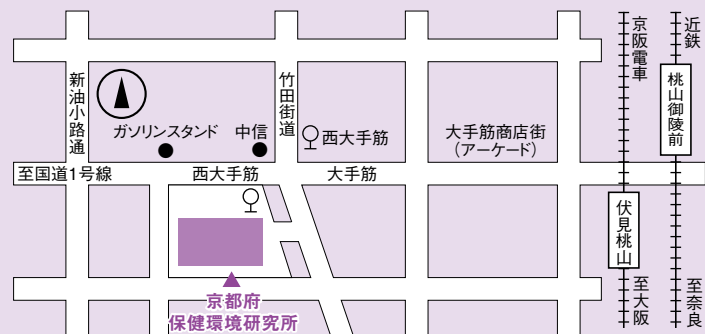 京阪電車
近鉄
新油小路通
竹田街道
桃山御陵前
ガソリンスタンド
中信
西大手筋
大手筋商店街
(アーケード)
至国道1号線
西大手筋
大手筋
伏見桃山
至大阪
至奈良
京都府
保健環境研究所